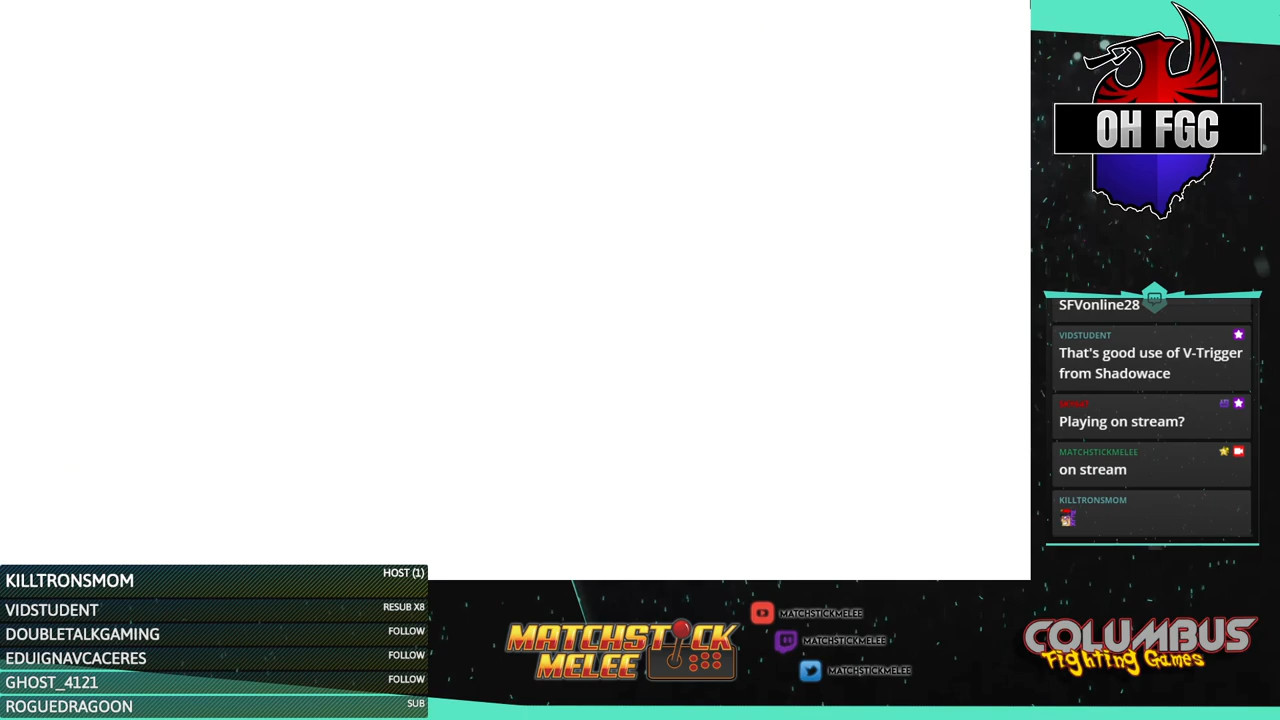 OH FGC
SFVonline28
VIDSTUDENT
That's good use of V-Trigger
from Shadowace
Playing on stream?
MATCHSTICKMELEE
on stream
KILLTRONSMOM
KILLTRONSMOM HOST (1)
VIDSTUDENT RESUB X8
DOUBLETALKGAMING FOLLOW
EDUIGNAVCACERES FOLLOW
GHOST_4121 FOLLOW
ROGUEDRAGOON SUB
MATCHSTICK
MELEE
MATCHSTICKMELEE
MATCHSTICKMELEE
MATCHSTICKMELEE
COLUMBUS
Fighting Games